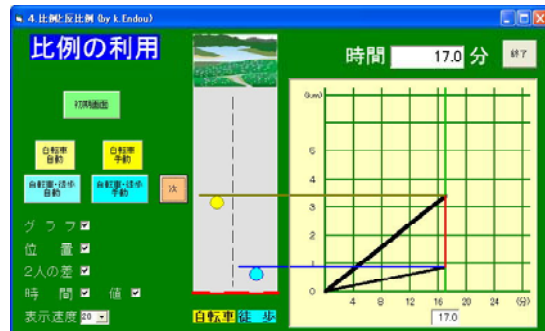 4. 比例と反比例 (by k.Endou)
比例の利用
時間 17.0 分
終了
初期画面
自転車
自動
自転車
手動
自転車・徒歩
自動
自転車・徒歩
手動
次
グラフ
位置
2人の差
時間 値
表示速度 20
自転車 徒歩
(km)
6
5
4
3
2
1
0
4 8 12 16 20 24 (分)
17.0